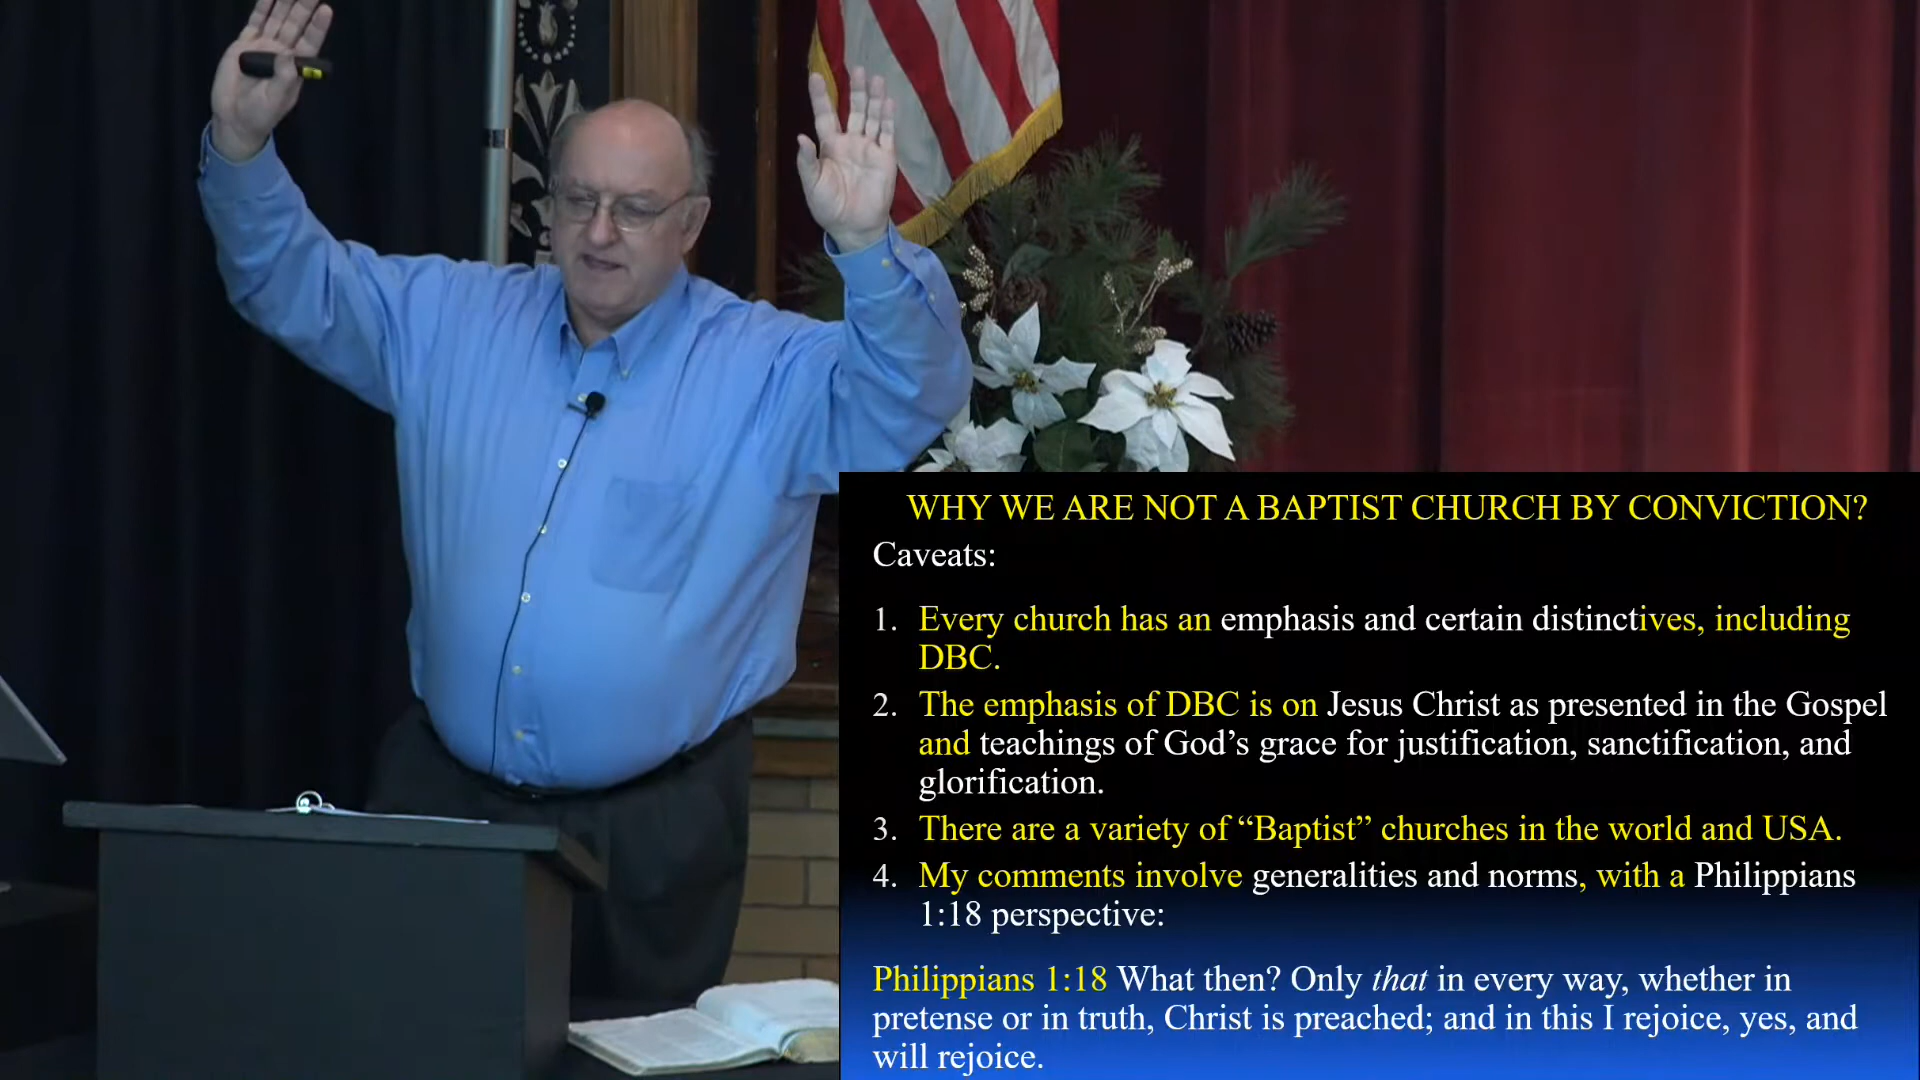 WHY WE ARE NOT A BAPTIST CHURCH BY CONVICTION?
Caveats:
1. Every church has an emphasis and certain distinctives, including
DBC.
2. The emphasis of DBC is on Jesus Christ as presented in the Gospel
and teachings of God’s grace for justification, sanctification, and
glorification.
3. There are a variety of “Baptist” churches in the world and USA.
4. My comments involve generalities and norms, with a Philippians
1:18 perspective:
Philippians 1:18 What then? Only that in every way, whether in
pretense or in truth, Christ is preached; and in this I rejoice, yes, and
will rejoice.